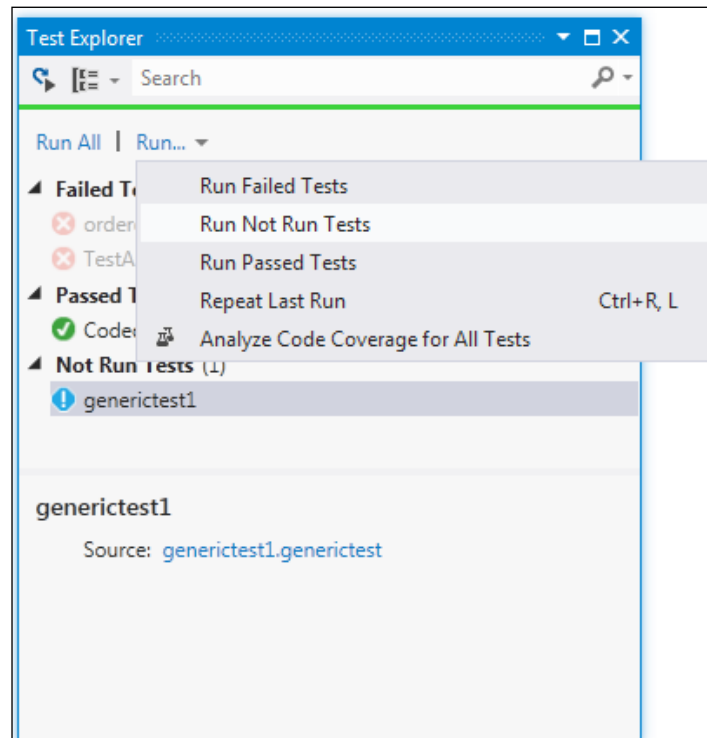 Test Explorer
Search
Run All | Run...
Run Failed Tests
Failed
Run Not Run Tests
Run Passed Tests
Passed
Repeat Last Run Ctrl+R, L
Analyze Code Coverage for All Tests
Not Run Tests (1)
generictest1
generictest1
Source: generictest1.generictest